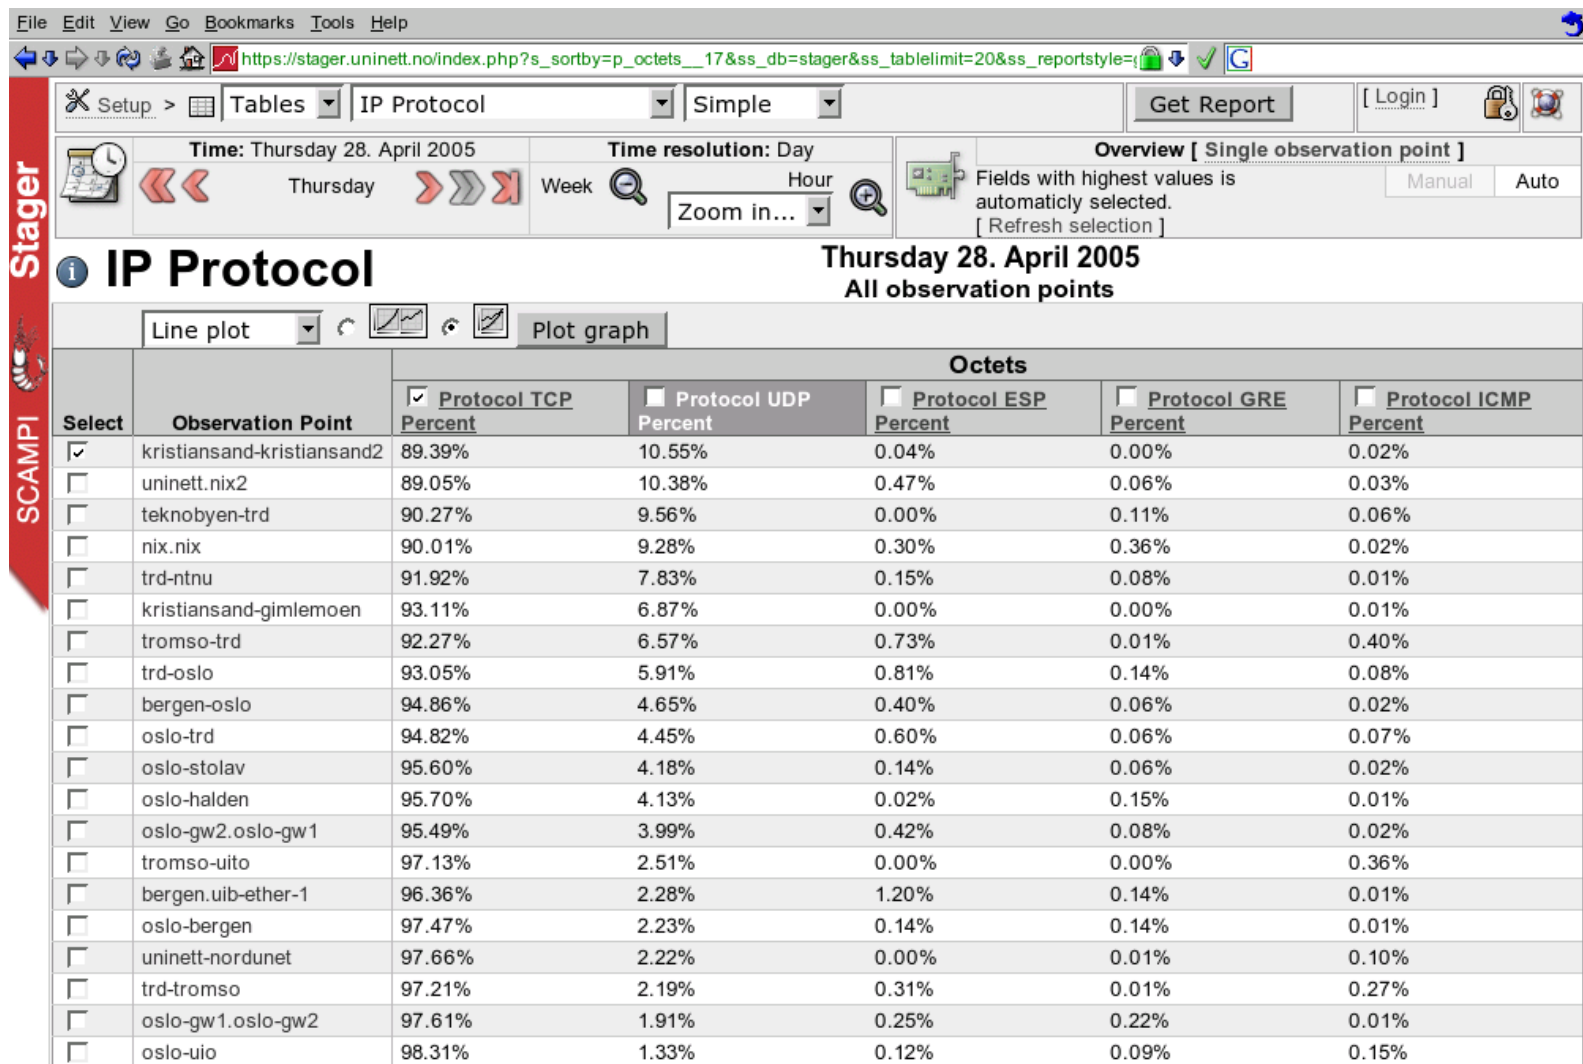 File Edit View Go Bookmarks Tools Help
https://stager.uninett.no/index.php?s_sortby=p_octets__17&ss_db=stager&ss_tablelimit=20&ss_reportstyle=
G
Setup > Tables IP Protocol Simple Get Report [ Login ]
Time: Thursday 28. April 2005 Time resolution: Day Overview [ Single observation point ]
Thursday Week Hour Fields with highest values is Manual Auto
Zoom in... automaticly selected.
[ Refresh selection ]
Stager
SCAMPI
i IP Protocol Thursday 28. April 2005
All observation points
Line plot Plot graph
Octets
Select Observation Point Protocol TCP Percent Protocol UDP Percent Protocol ESP Percent Protocol GRE Percent Protocol ICMP Percent
kristiansand-kristiansand2 89.39% 10.55% 0.04% 0.00% 0.02%
uninett.nix2 89.05% 10.38% 0.47% 0.06% 0.03%
teknobyen-trd 90.27% 9.56% 0.00% 0.11% 0.06%
nix.nix 90.01% 9.28% 0.30% 0.36% 0.02%
trd-ntnu 91.92% 7.83% 0.15% 0.08% 0.01%
kristiansand-gimlemoen 93.11% 6.87% 0.00% 0.00% 0.01%
tromso-trd 92.27% 6.57% 0.73% 0.01% 0.40%
trd-oslo 93.05% 5.91% 0.81% 0.14% 0.08%
bergen-oslo 94.86% 4.65% 0.40% 0.06% 0.02%
oslo-trd 94.82% 4.45% 0.60% 0.06% 0.07%
oslo-stolav 95.60% 4.18% 0.14% 0.06% 0.02%
oslo-halden 95.70% 4.13% 0.02% 0.15% 0.01%
oslo-gw2.oslo-gw1 95.49% 3.99% 0.42% 0.08% 0.02%
tromso-uito 97.13% 2.51% 0.00% 0.00% 0.36%
bergen.uib-ether-1 96.36% 2.28% 1.20% 0.14% 0.01%
oslo-bergen 97.47% 2.23% 0.14% 0.14% 0.01%
uninett-nordunet 97.66% 2.22% 0.00% 0.01% 0.10%
trd-tromso 97.21% 2.19% 0.31% 0.01% 0.27%
oslo-gw1.oslo-gw2 97.61% 1.91% 0.25% 0.22% 0.01%
oslo-uio 98.31% 1.33% 0.12% 0.09% 0.15%